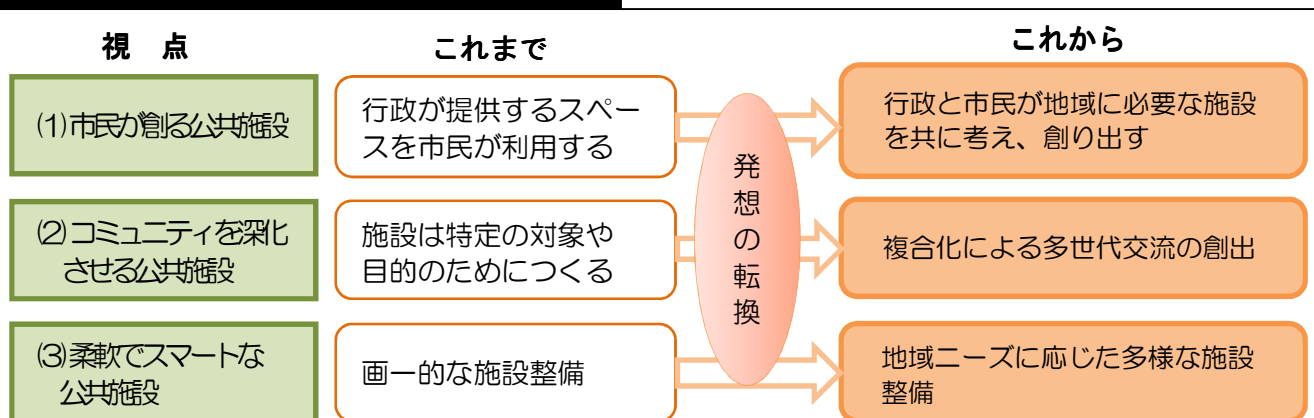 視　点
これまで
これから
(1)市民が創る公共施設
行政が提供するスペー
スを市民が利用する
行政と市民が地域に必要な施設
を共に考え、創り出す
発想の転換
(2)コミュニティを深化
させる公共施設
施設は特定の対象や
目的のためにつくる
複合化による多世代交流の創出
(3)柔軟でスマートな
公共施設
画一的な施設整備
地域ニーズに応じた多様な施設
整備